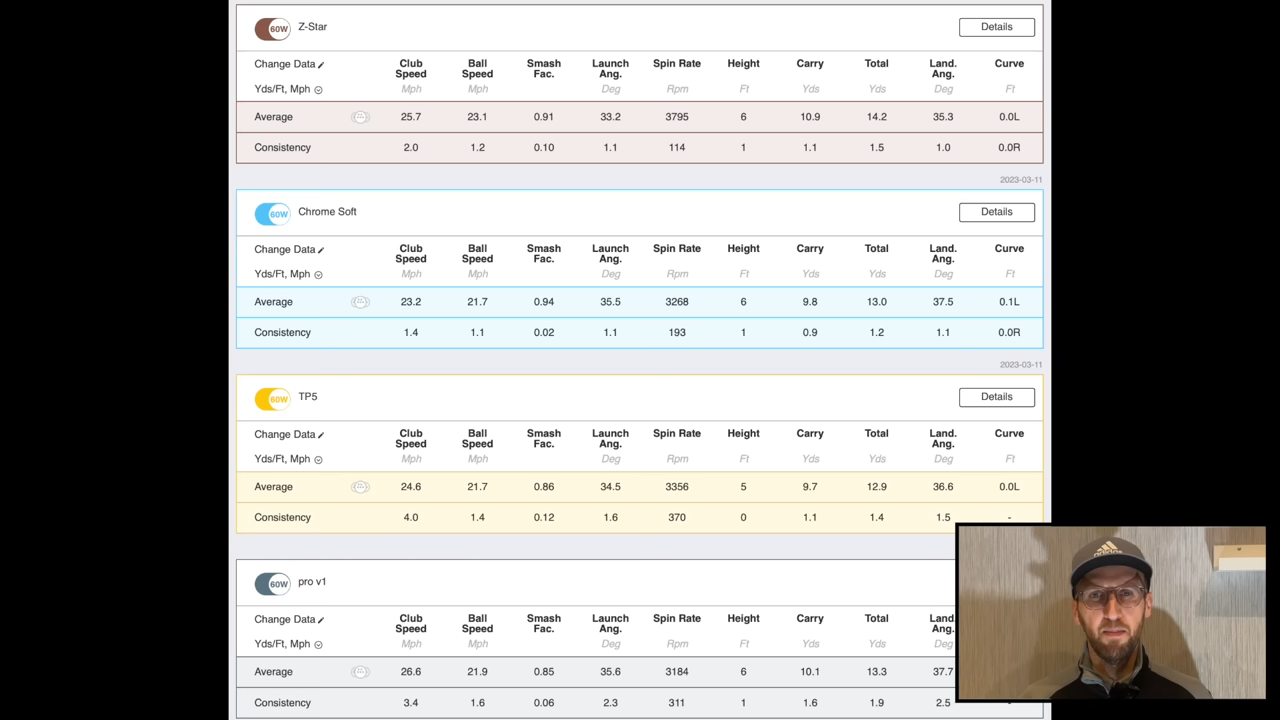 60W Z-Star Details
Change Data Club Speed Ball Speed Smash Fac. Launch Ang. Spin Rate Height Carry Total Land. Ang. Curve
Yds/Ft, Mph Mph Mph Deg Rpm Ft Yds Yds Deg Ft
Average 25.7 23.1 0.91 33.2 3795 6 10.9 14.2 35.3 0.0L
Consistency 2.0 1.2 0.10 1.1 114 1 1.1 1.5 1.0 0.0R
2023-03-11
60W Chrome Soft Details
Change Data Club Speed Ball Speed Smash Fac. Launch Ang. Spin Rate Height Carry Total Land. Ang. Curve
Yds/Ft, Mph Mph Mph Deg Rpm Ft Yds Yds Deg Ft
Average 23.2 21.7 0.94 35.5 3268 6 9.8 13.0 37.5 0.1L
Consistency 1.4 1.1 0.02 1.1 193 1 0.9 1.2 1.1 0.0R
2023-03-11
60W TP5 Details
Change Data Club Speed Ball Speed Smash Fac. Launch Ang. Spin Rate Height Carry Total Land. Ang. Curve
Yds/Ft, Mph Mph Mph Deg Rpm Ft Yds Yds Deg Ft
Average 24.6 21.7 0.86 34.5 3356 5 9.7 12.9 36.6 0.0L
Consistency 4.0 1.4 0.12 1.6 370 0 1.1 1.4 1.5 -
60W pro v1
Change Data Club Speed Ball Speed Smash Fac. Launch Ang. Spin Rate Height Carry Total Land. Ang.
Yds/Ft, Mph Mph Mph Deg Rpm Ft Yds Yds Deg
Average 26.6 21.9 0.85 35.6 3184 6 10.1 13.3 37.7
Consistency 3.4 1.6 0.06 2.3 311 1 1.6 1.9 2.5
adidas